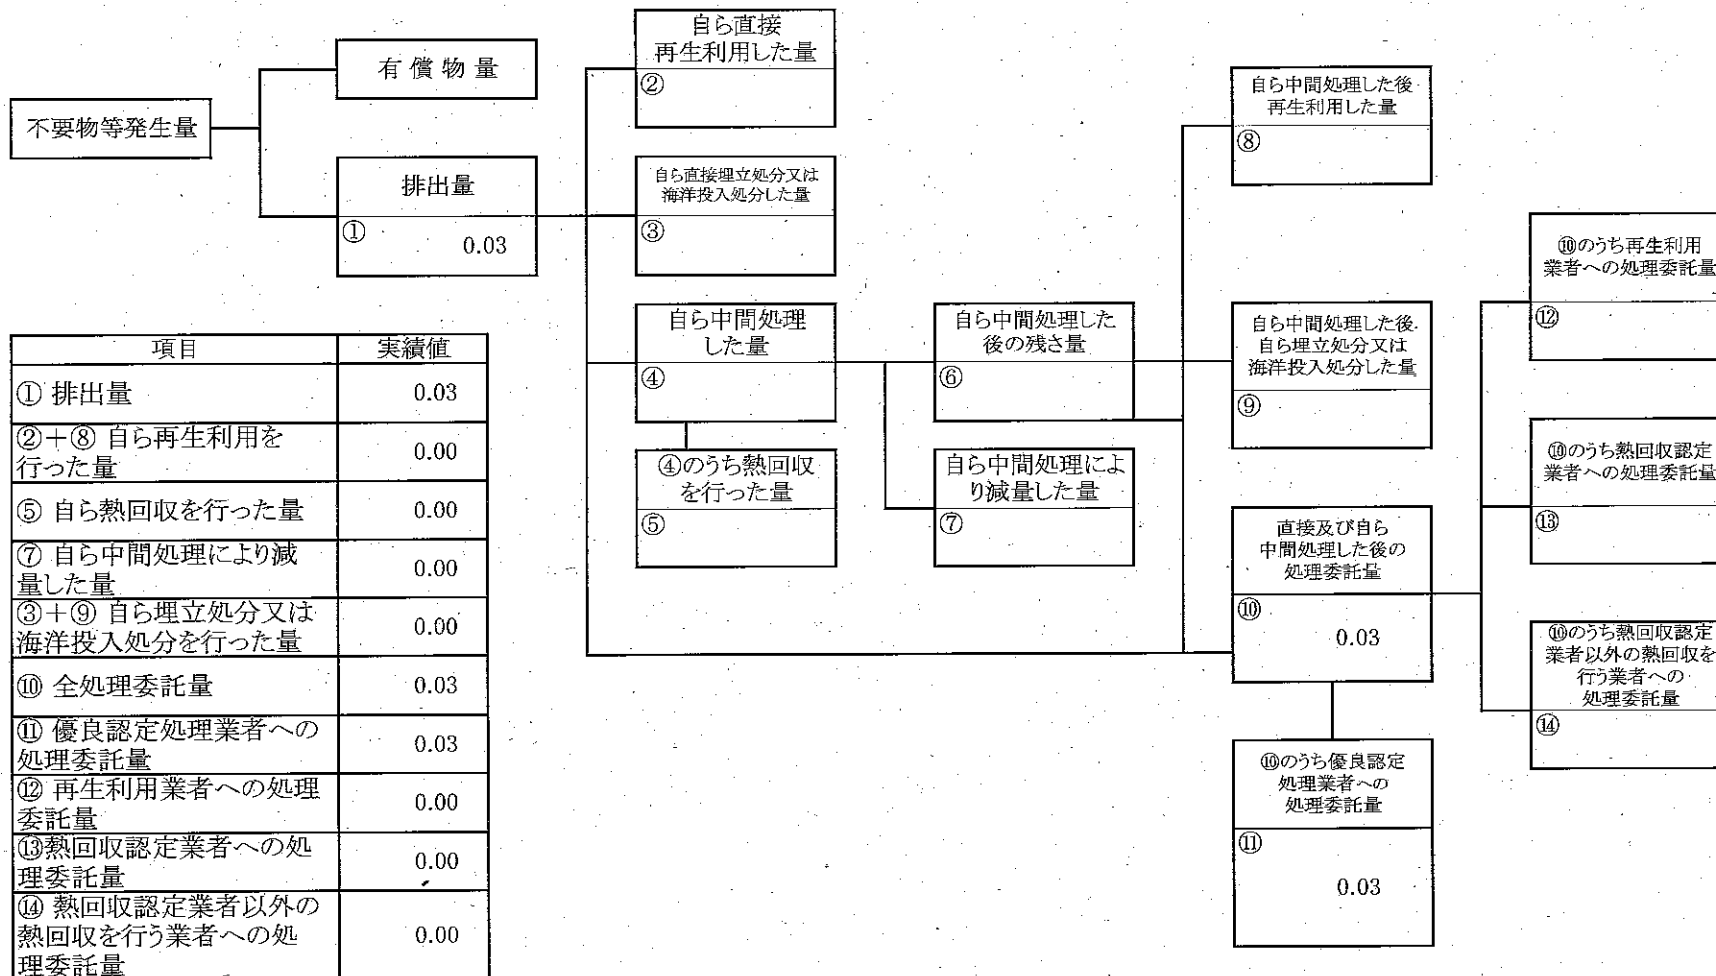 不要物等発生量
有償物量
排出量
①
0.03
自ら直接
再生利用した量
②
自ら直接埋立処分又は
海洋投入処分した量
③
自ら中間処理
した量
④
④のうち熱回収
を行った量
⑤
自ら中間処理した
後の残さ量
⑥
自ら中間処理によ
り減量した量
⑦
自ら中間処理した後
再生利用した量
⑧
自ら中間処理した後
自ら埋立処分又は
海洋投入処分した量
⑨
直接及び自ら
中間処理した後の
処理委託量
⑩
0.03
⑩のうち優良認定
処理業者への
処理委託量
⑪
0.03
⑩のうち再生利用
業者への処理委託量
⑫
⑩のうち熱回収認定
業者への処理委託量
⑬
⑩のうち熱回収認定
業者以外の熱回収を
行う業者への
処理委託量
⑭
項目 実績値
① 排出量 0.03
②+⑧ 自ら再生利用を
行った量 0.00
⑤ 自ら熱回収を行った量 0.00
⑦ 自ら中間処理により減
量した量 0.00
③+⑨ 自ら埋立処分又は
海洋投入処分を行った量 0.00
⑩ 全処理委託量 0.03
⑪ 優良認定処理業者への
処理委託量 0.03
⑫ 再生利用業者への処理
委託量 0.00
⑬熱回収認定業者への処
理委託量 0.00
⑭ 熱回収認定業者以外の
熱回収を行う業者への処
理委託量 0.00